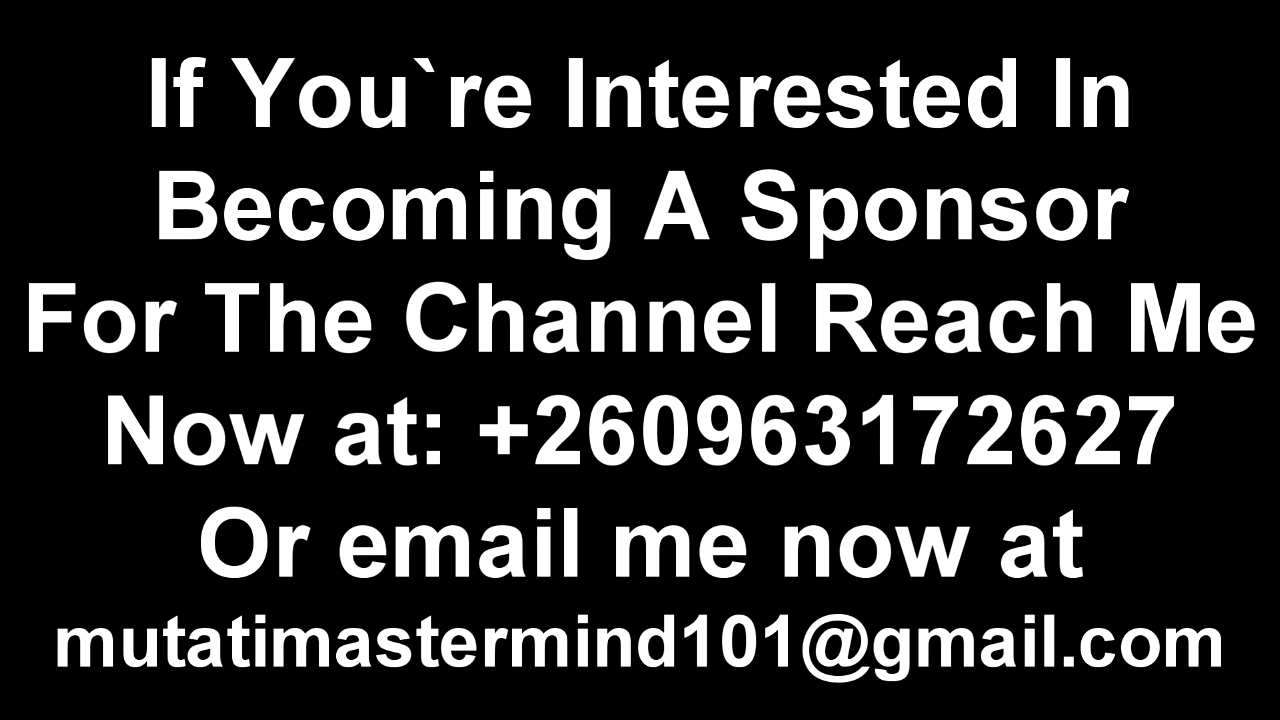 If You`re Interested In
Becoming A Sponsor
For The Channel Reach Me
Now at: +260963172627
Or email me now at
mutatimastermind101@gmail.com